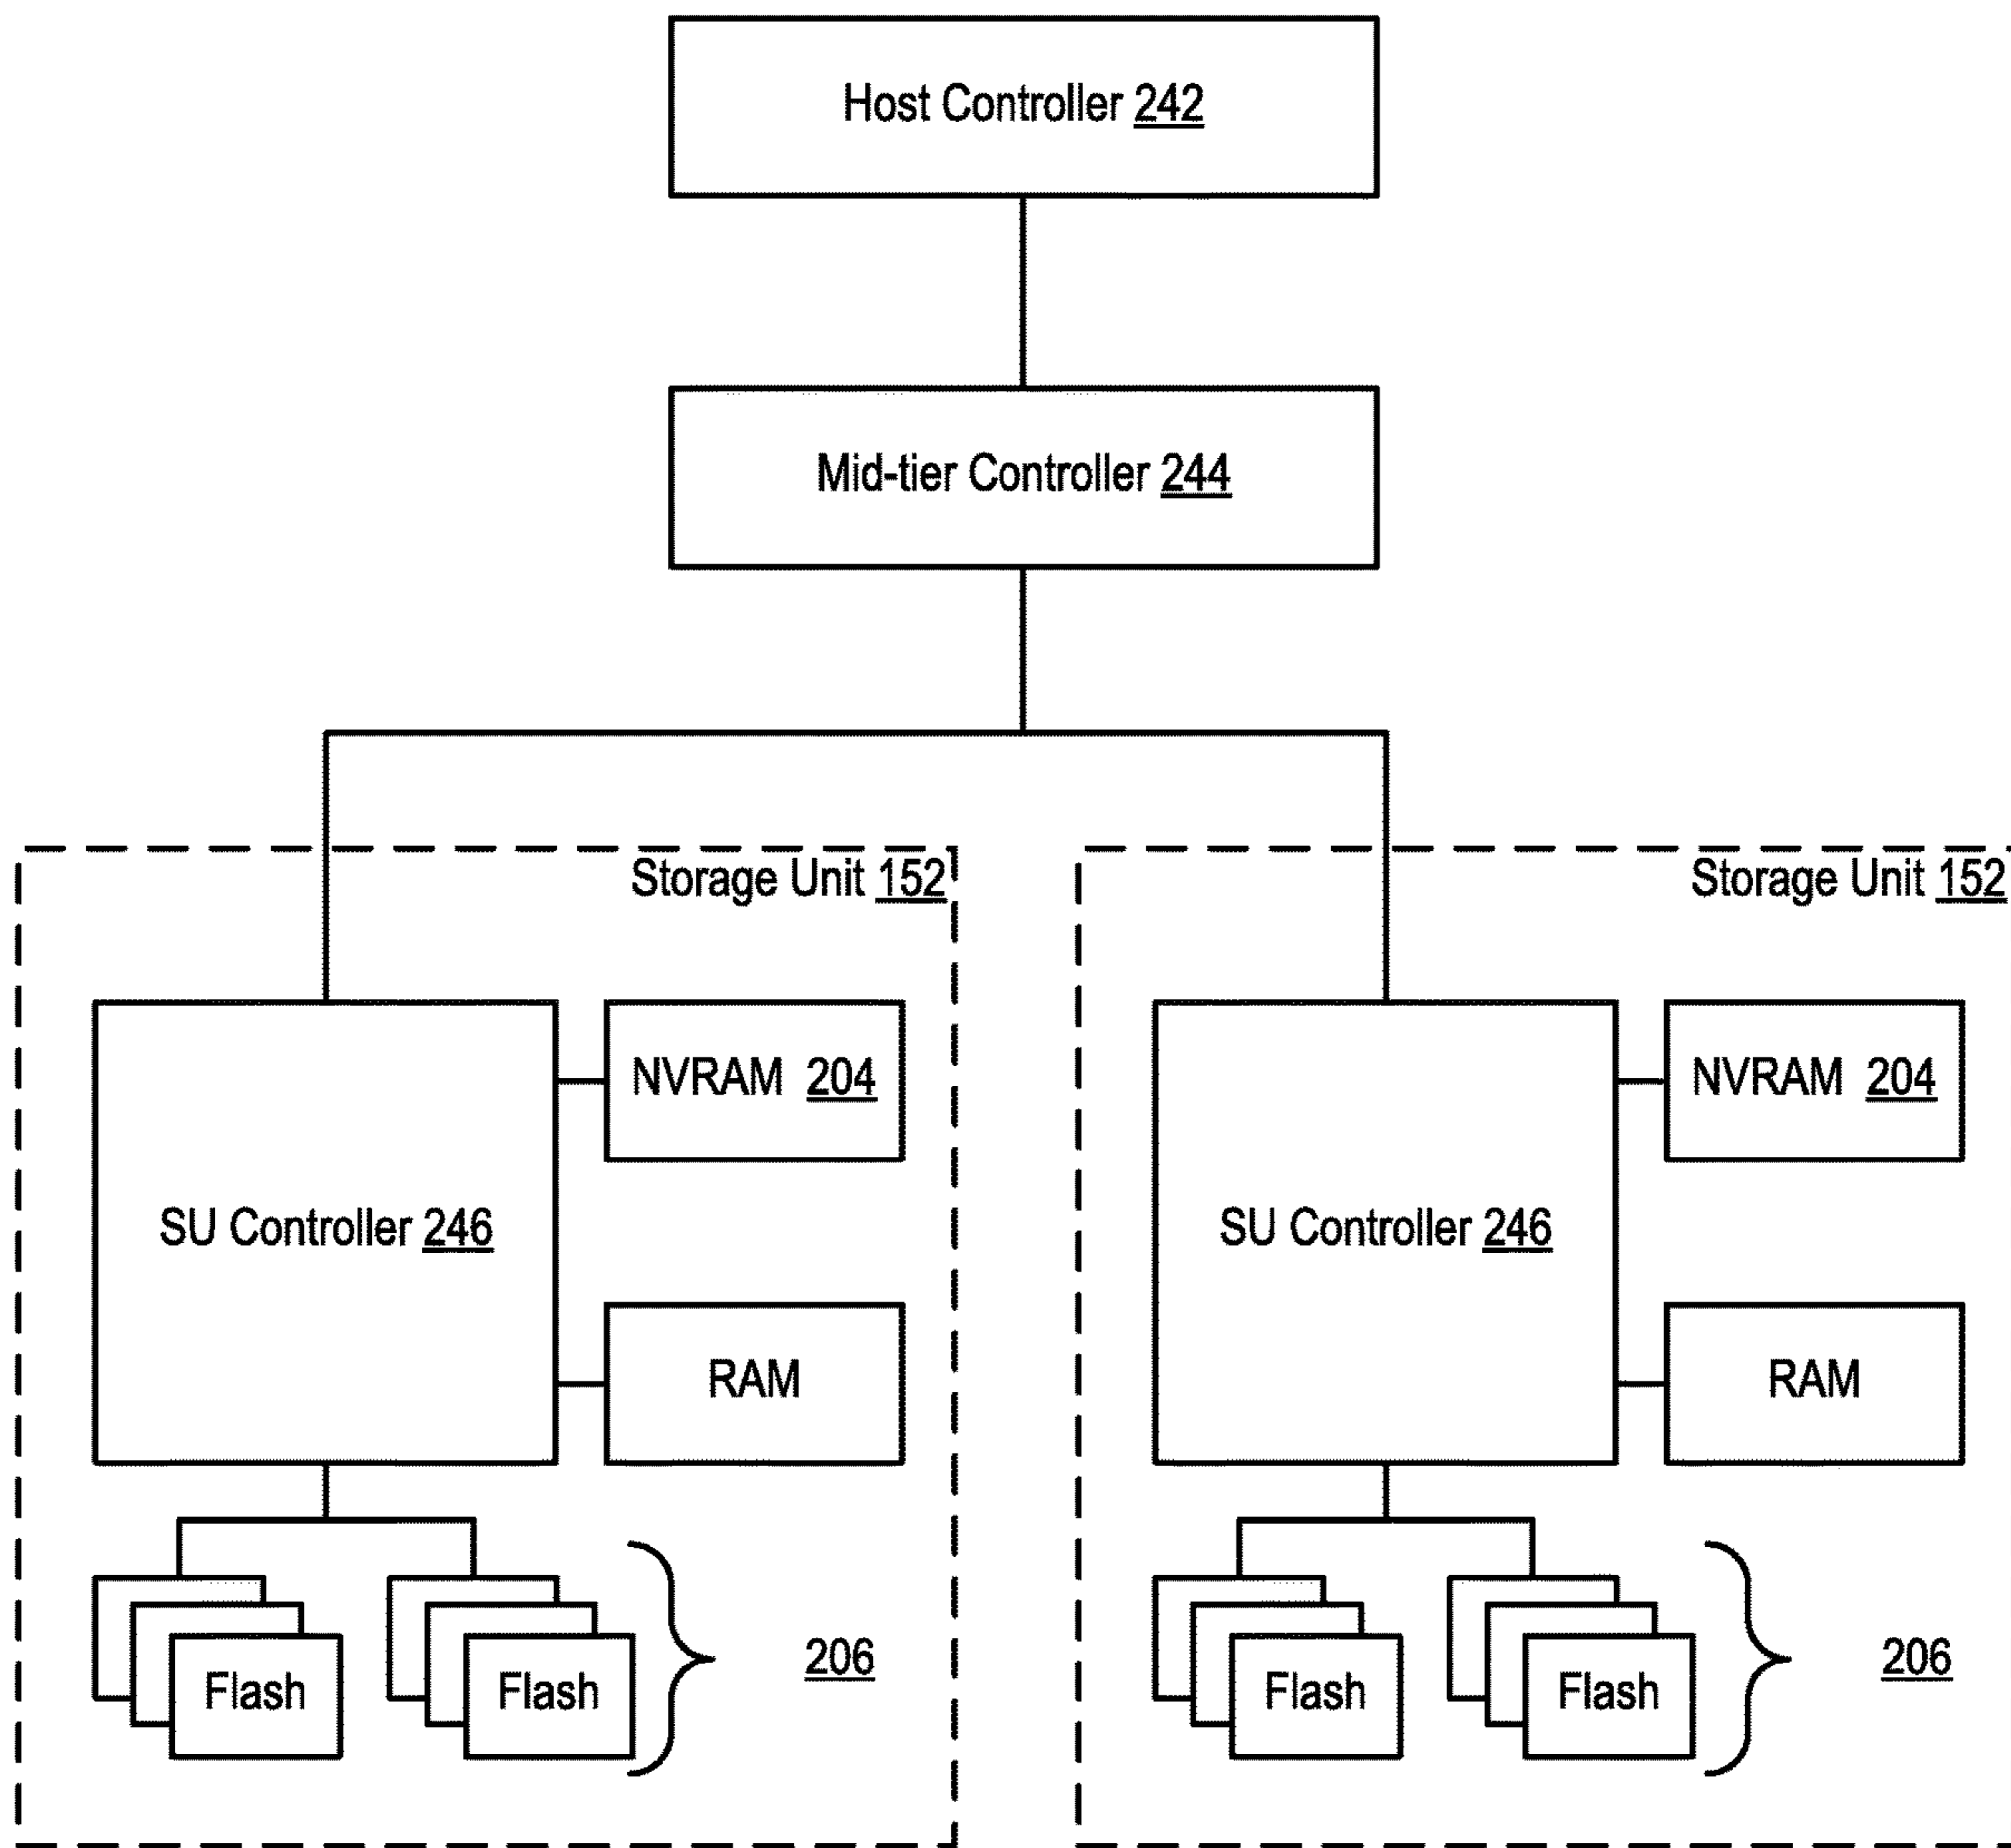 Host Controller 242
Mid-tier Controller 244
Storage Unit 152
NVRAM 204
SU Controller 246
RAM
Flash
Flash
206
Storage Unit 152
NVRAM 204
SU Controller 246
RAM
Flash
Flash
206